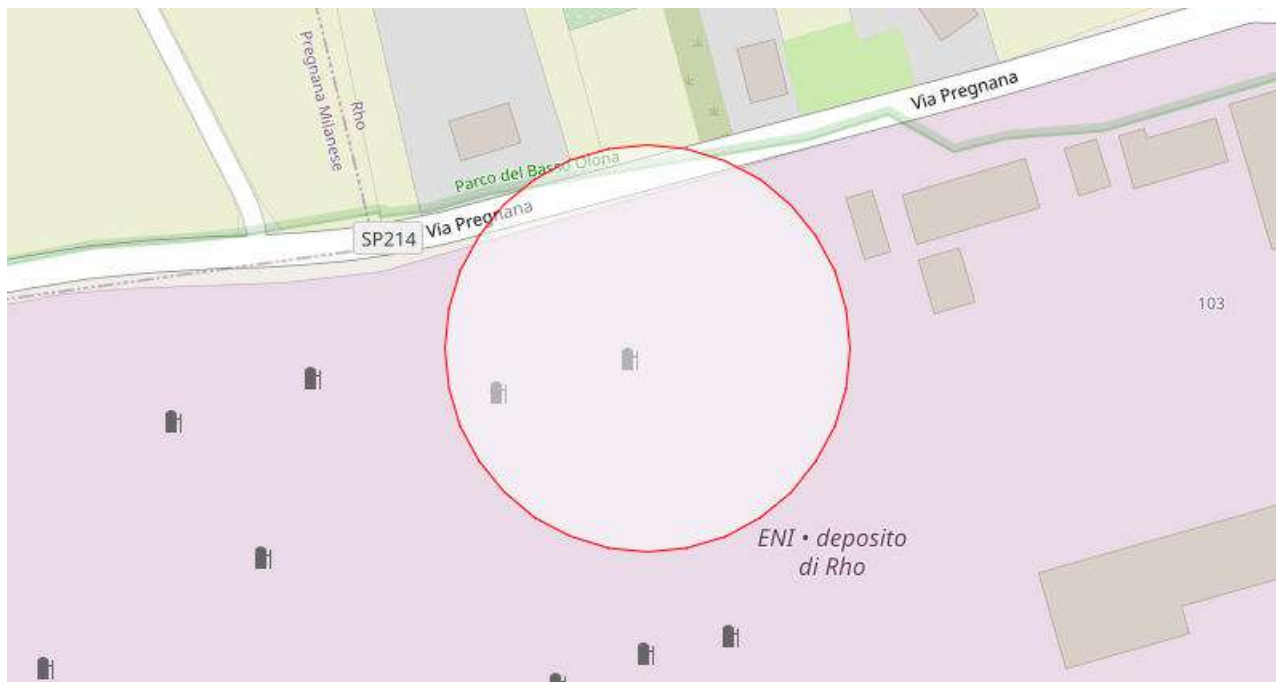 Pregnana Milanese
Rho
Via Pregnana
Parco del Basso Olona
SP214
Via Pregnana
103
ENI • deposito
di Rho